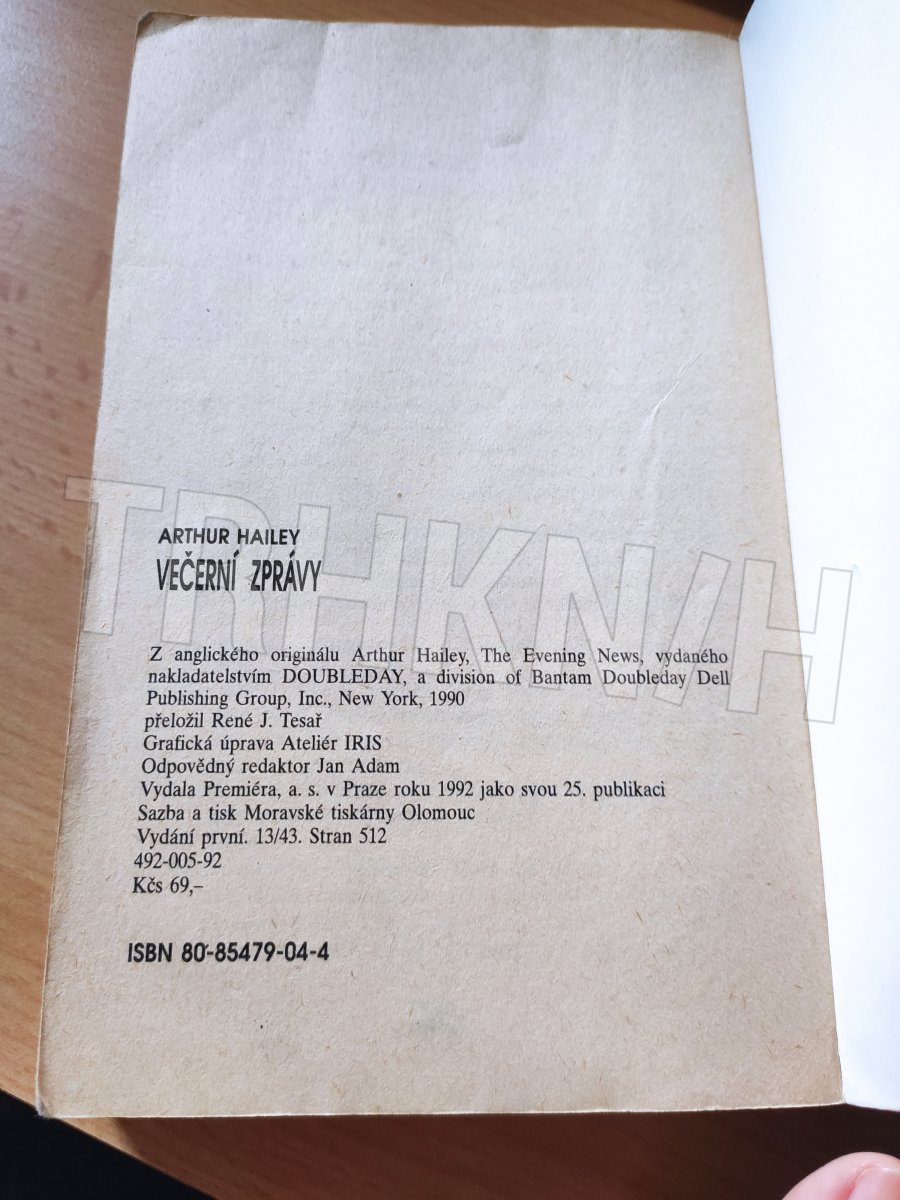 ARTHUR HAILEY
VEČERNÍ ZPRÁVY
Z anglického originálu Arthur Hailey, The Evening News, vydaného
nakladatelstvím DOUBLEDAY, a division of Bantam Doubleday Dell
Publishing Group, Inc., New York, 1990
přeložil René J. Tesař
Grafická úprava Ateliér IRIS
Odpovědný redaktor Jan Adam
Vydala Premiéra, a. s. v Praze roku 1992 jako svou 25. publikaci
Sazba a tisk Moravské tiskárny Olomouc
Vydání první. 13/43. Stran 512
492-005-92
Kčs 69,–
ISBN 80-85479-04-4
TRHKNIH